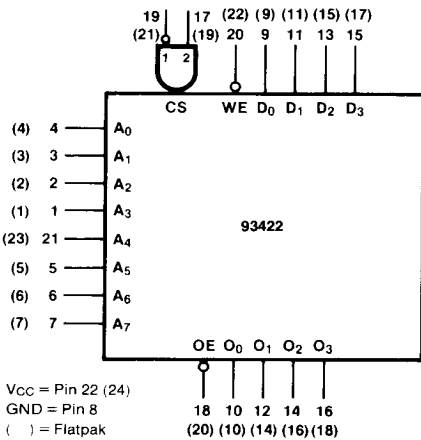 19 17 (22) (9) (11) (15) (17)
(21) 1 2 (19) 20 9 11 13 15
CS WE D0 D1 D2 D3
(4) 4 A0
(3) 3 A1
(2) 2 A2
(1) 1 A3
93422
(23) 21 A4
(5) 5 A5
(6) 6 A6
(7) 7 A7
OE O0 O1 O2 O3
VCC = Pin 22 (24)
GND = Pin 8
( ) = Flatpak
18 10 12 14 16
(20) (10) (14) (16) (18)